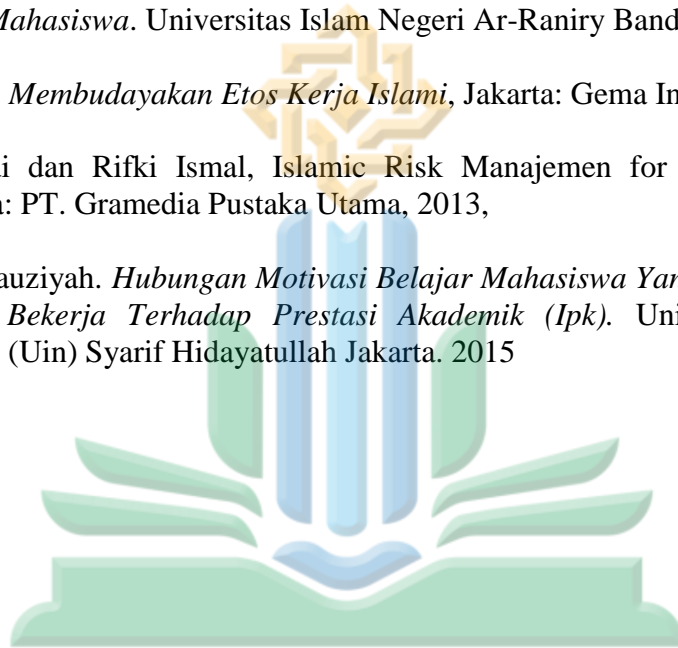 Mahasiswa. Universitas Islam Negeri Ar-Raniry Band
Membudayakan Etos Kerja Islami, Jakarta: Gema In
i dan Rifki Ismal, Islamic Risk Manajemen for
a: PT. Gramedia Pustaka Utama, 2013,
auziyah. Hubungan Motivasi Belajar Mahasiswa Yan
Bekerja Terhadap Prestasi Akademik (Ipk). Uni
(Uin) Syarif Hidayatullah Jakarta. 2015